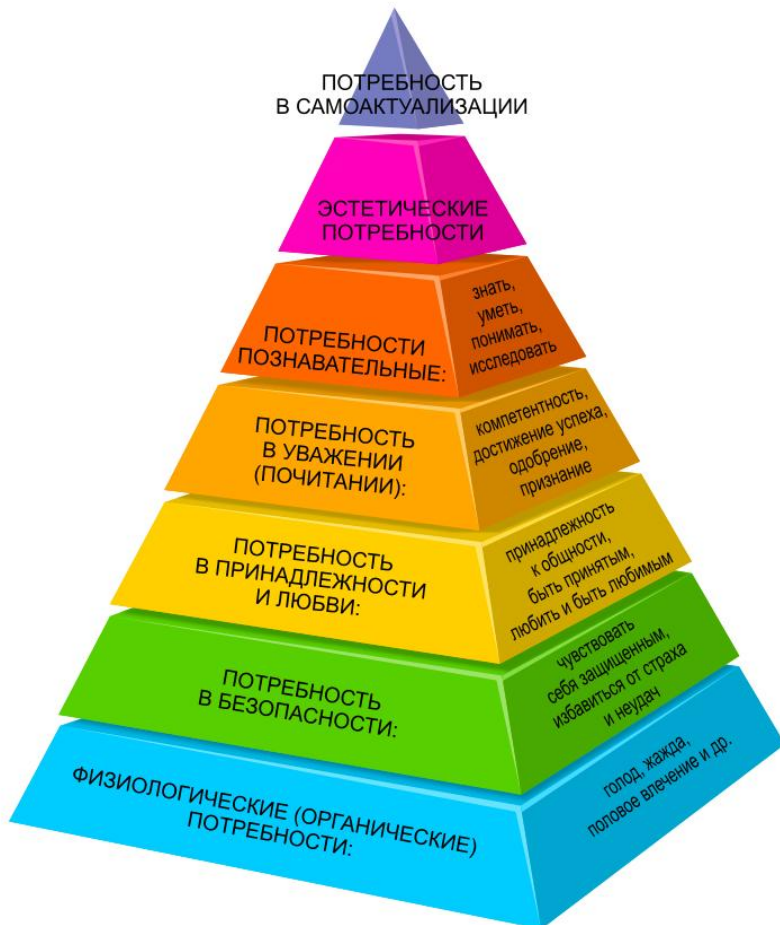 ПОТРЕБНОСТЬ
В САМОАКТУАЛИЗАЦИИ
ЭСТЕТИЧЕСКИЕ
ПОТРЕБНОСТИ
ПОТРЕБНОСТИ
ПОЗНАВАТЕЛЬНЫЕ:
знать,
уметь,
понимать,
исследовать
ПОТРЕБНОСТЬ
В УВАЖЕНИИ
(ПОЧИТАНИИ):
компетентность,
достижение успеха,
одобрение,
признание
ПОТРЕБНОСТЬ
В ПРИНАДЛЕЖНОСТИ
И ЛЮБВИ:
принадлежность
к общности,
быть принятым,
любить и быть любимым
ПОТРЕБНОСТЬ
В БЕЗОПАСНОСТИ:
чувствовать
себя защищенным,
избавиться от страха
и неудач
ФИЗИОЛОГИЧЕСКИЕ (ОРГАНИЧЕСКИЕ)
ПОТРЕБНОСТИ:
голод, жажда,
половое влечение и др.